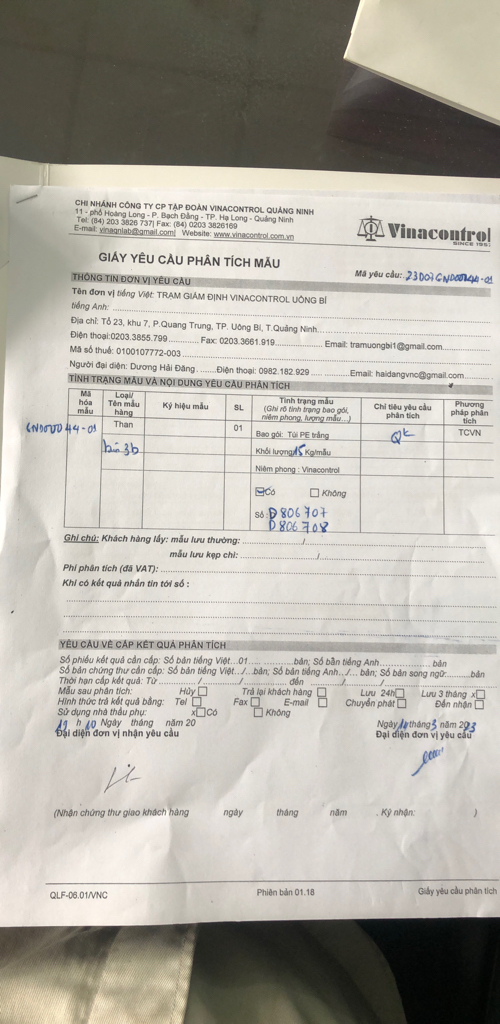 CHI NHÁNH CÔNG TY CP TẬP ĐOÀN VINACONTROL QUẢNG NINH
11 - phố Hoàng Long - P. Bạch Đằng - TP. Hạ Long - Quảng Ninh
Tel: (84) 203 3826 737| Fax: (84) 0203 3826169
E-mail: vinaqnlab@gmail.com| Website: www.vinacontrol.com.vn
Vinacontrol
SINCE 1957
GIẤY YÊU CẦU PHÂN TÍCH MẪU
Mã yêu cầu:
THÔNG TIN ĐƠN VỊ YÊU CẦU
Tên đơn vị tiếng Việt: TRẠM GIÁM ĐỊNH VINACONTROL UÔNG BÍ
tiếng Anh:
Địa chỉ: Tổ 23, khu 7, P.Quang Trung, TP. Uông Bí, T.Quảng Ninh
Điện thoại:0203.3855.799 Fax: 0203.3661.919 Email: tramuongbi1@gmail.com
Mã số thuế: 0100107772-003
Người đại diện: Dương Hải Đăng Điện thoại: 0982.182.929 Email: haidangvnc@gmail.com
TÌNH TRẠNG MẪU VÀ NỘI DUNG YÊU CẦU PHÂN TÍCH
Mã hóa mẫu Loại/ Tên mẫu hàng Ký hiệu mẫu SL Tình trạng mẫu (Ghi rõ tình trạng bao gói, niêm phong, lượng mẫu...) Chỉ tiêu yêu cầu phân tích Phương pháp phân tích
Than 01 Bao gói: Túi PE trắng QK TCVN
3b Khối lượng 15 Kg/mẫu
Niêm phong : Vinacontrol
Có Không
Số: D806707
D806708
Ghi chú: Khách hàng lấy: mẫu lưu thường: /
mẫu lưu kẹp chì: /
Phí phân tích (đã VAT):
Khi có kết quả nhắn tin tới số :
YÊU CẦU VỀ CẤP KẾT QUẢ PHÂN TÍCH
Số phiếu kết quả cần cấp: Số bản tiếng Việt...01 bản; Số bản tiếng Anh bản
Số bản chứng thư cần cấp: Số bản tiếng Việt.../...bản; Số bản tiếng Anh../... bản; Số bản song ngữ bản
Thời hạn cấp kết quả: Từ / / đến / /
Mẫu sau phân tích: Hủy Trả lại khách hàng Lưu 24h Lưu 3 tháng x
Hình thức trả kết quả bằng: Tel Fax E-mail Chuyển phát Đến nhận
Sử dụng nhà thầu phụ: x Có Không
h 10 Ngày tháng năm 20 Ngày tháng 3 năm 2023
Đại diện đơn vị nhận yêu cầu Đại diện đơn vị yêu cầu
(Nhận chứng thư giao khách hàng ngày tháng năm . Ký nhận: )
QLF-06.01/VNC Phiên bản 01.18 Giấy yêu cầu phân tích